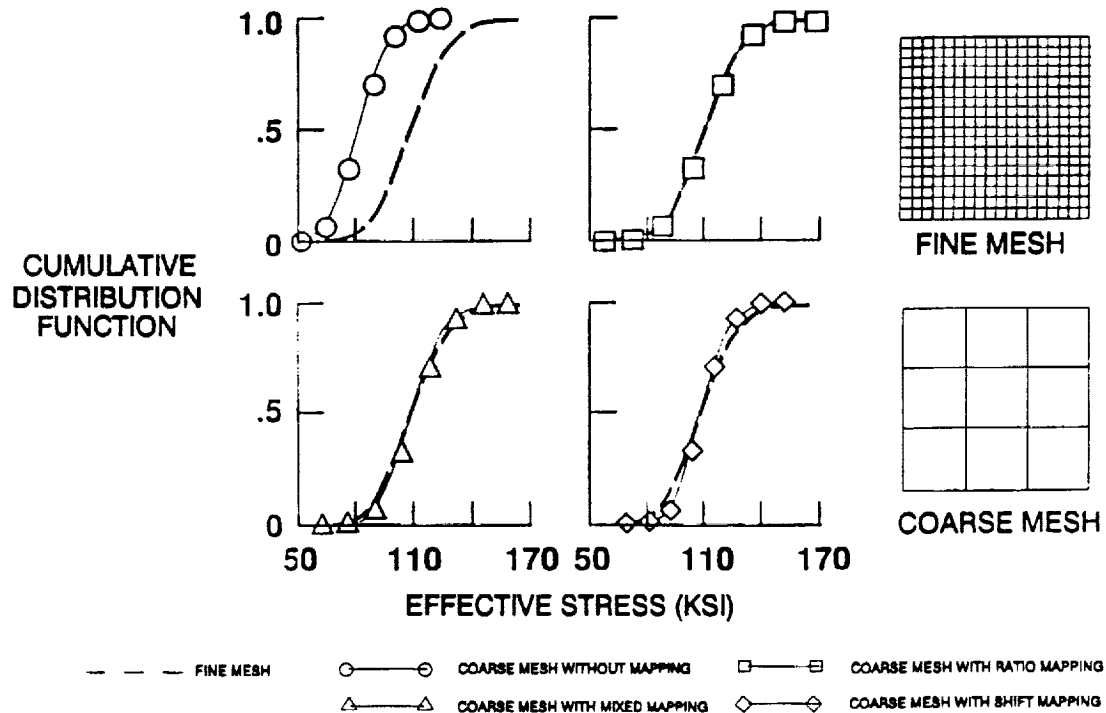 1.0
.5
0
FINE MESH
CUMULATIVE
DISTRIBUTION
FUNCTION
1.0
.5
0
COARSE MESH
50 110 170 50 110 170
EFFECTIVE STRESS (KSI)
FINE MESH COARSE MESH WITHOUT MAPPING COARSE MESH WITH RATIO MAPPING
COARSE MESH WITH MIXED MAPPING COARSE MESH WITH SHIFT MAPPING